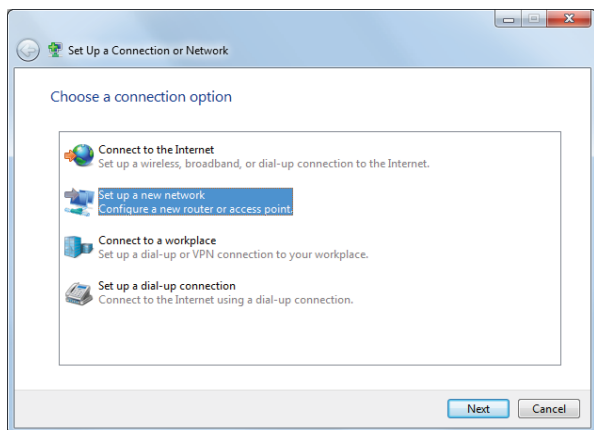 Set Up a Connection or Network
Choose a connection option
Connect to the Internet
Set up a wireless, broadband, or dial-up connection to the Internet.
Set up a new network
Configure a new router or access point.
Connect to a workplace
Set up a dial-up or VPN connection to your workplace.
Set up a dial-up connection
Connect to the Internet using a dial-up connection.
Next Cancel